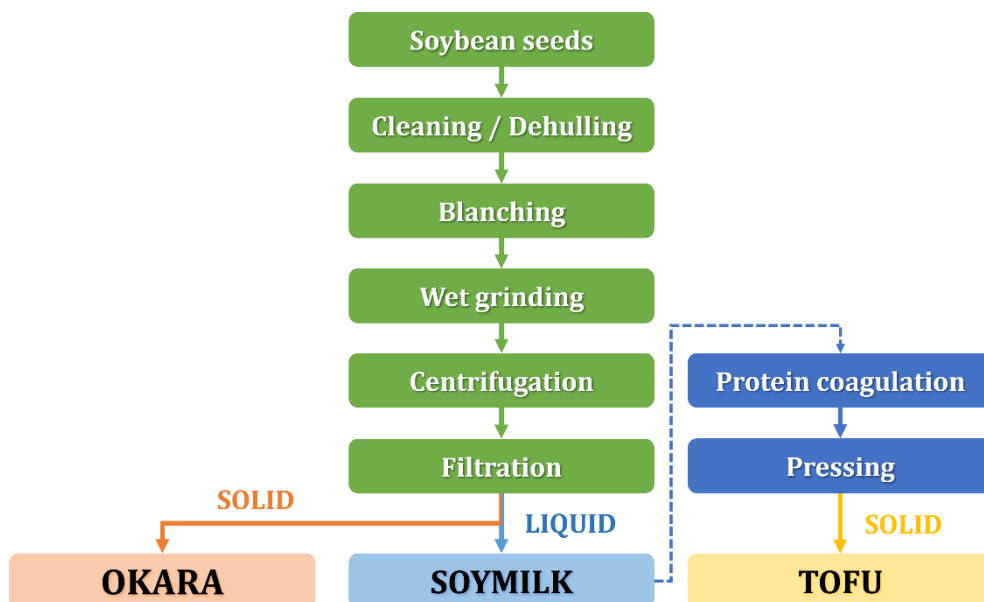 Soybean seeds
Cleaning / Dehulling
Blanching
Wet grinding
Centrifugation
Protein coagulation
Filtration
Pressing
SOLID
LIQUID
SOLID
OKARA
SOYMILK
TOFU